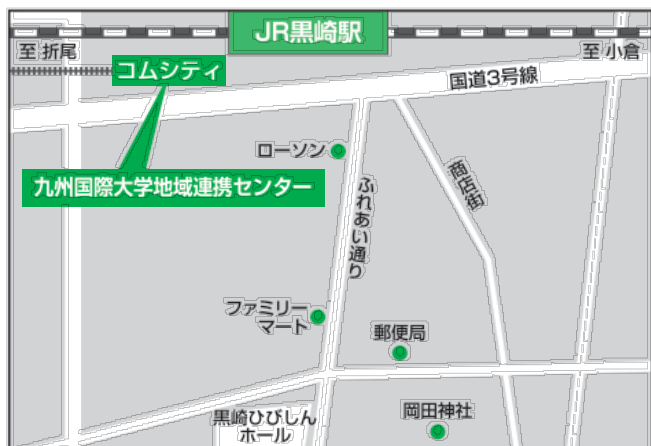 JR黒崎駅
至 折尾
至 小倉
コムシティ
国道3号線
ローソン
九州国際大学地域連携センター
ふれあい通り
商店街
ファミリー
マート
郵便局
黒崎ひびしん
ホール
岡田神社